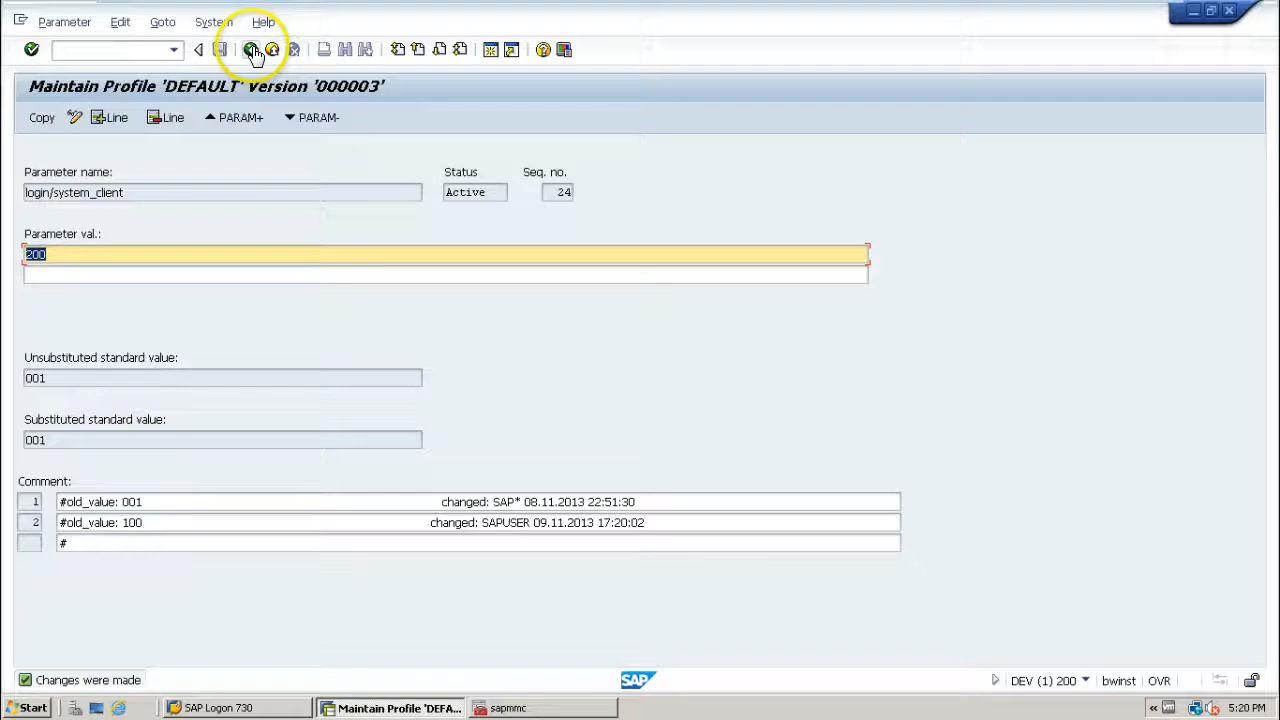 Parameter Edit Goto System Help
Maintain Profile 'DEFAULT' Version '000003'
Copy Line Line PARAM+ PARAM-
Parameter name: Status Seq. no.
login/system_client Active 24
Parameter val.:
200
Unsubstituted standard value:
001
Substituted standard value:
001
Comment:
1 #old_value: 001 changed: SAP* 08.11.2013 22:51:30
2 #old_value: 100 changed: SAPUSER 09.11.2013 17:20:02
#
Changes were made SAP DEV (1) 200 bwinst OVR
Start SAP Logon 730 Maintain Profile 'DEFA... sapmmc 5:20 PM